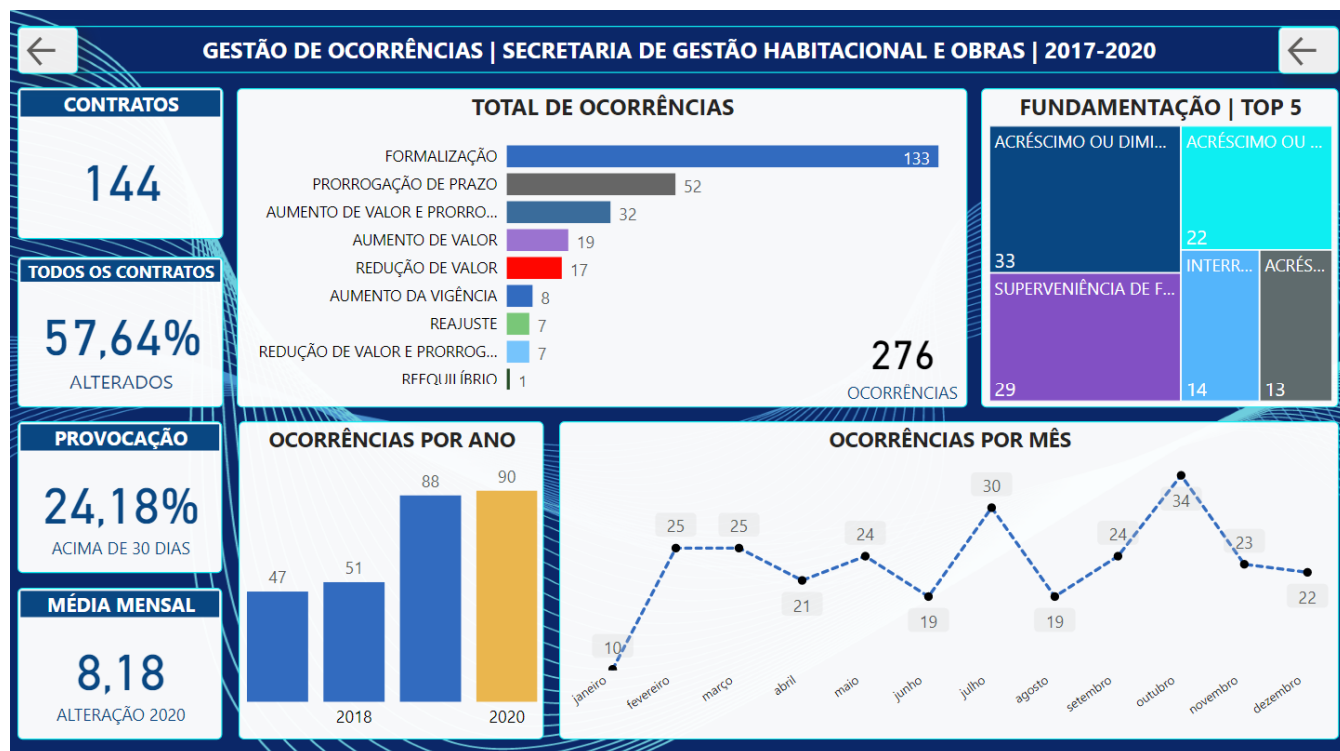 GESTÃO DE OCORRÊNCIAS | SECRETARIA DE GESTÃO HABITACIONAL E OBRAS | 2017-2020
CONTRATOS
144
TODOS OS CONTRATOS
57,64%
ALTERADOS
PROVOCAÇÃO
24,18%
ACIMA DE 30 DIAS
MÉDIA MENSAL
8,18
ALTERAÇÃO 2020
TOTAL DE OCORRÊNCIAS
FORMALIZAÇÃO 133
PRORROGAÇÃO DE PRAZO 52
AUMENTO DE VALOR E PRORRO... 32
AUMENTO DE VALOR 19
REDUÇÃO DE VALOR 17
AUMENTO DA VIGÊNCIA 8
REAJUSTE 7
REDUÇÃO DE VALOR E PRORROG... 7
REEQUILÍBRIO 1
276
OCORRÊNCIAS
FUNDAMENTAÇÃO | TOP 5
ACRÉSCIMO OU DIMI...
33
SUPERVENIÊNCIA DE F...
29
ACRÉSCIMO OU ...
22
INTERR...
14
ACRÉS...
13
OCORRÊNCIAS POR ANO
47
51
88
90
2018
2020
OCORRÊNCIAS POR MÊS
10
25
25
21
24
19
30
19
24
34
23
22
janeiro
fevereiro
março
abril
maio
junho
julho
agosto
setembro
outubro
novembro
dezembro